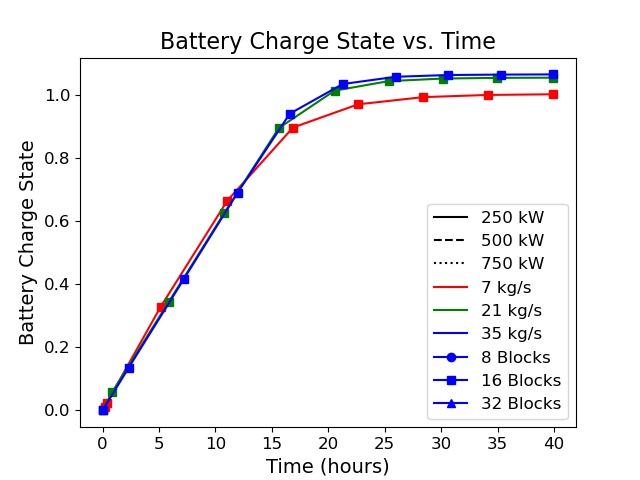 Battery Charge State vs. Time
Battery Charge State
1.0
0.8
0.6
0.4
0.2
0.0
250 kW
500 kW
750 kW
7 kg/s
21 kg/s
35 kg/s
8 Blocks
16 Blocks
32 Blocks
0 5 10 15 20 25 30 35 40
Time (hours)